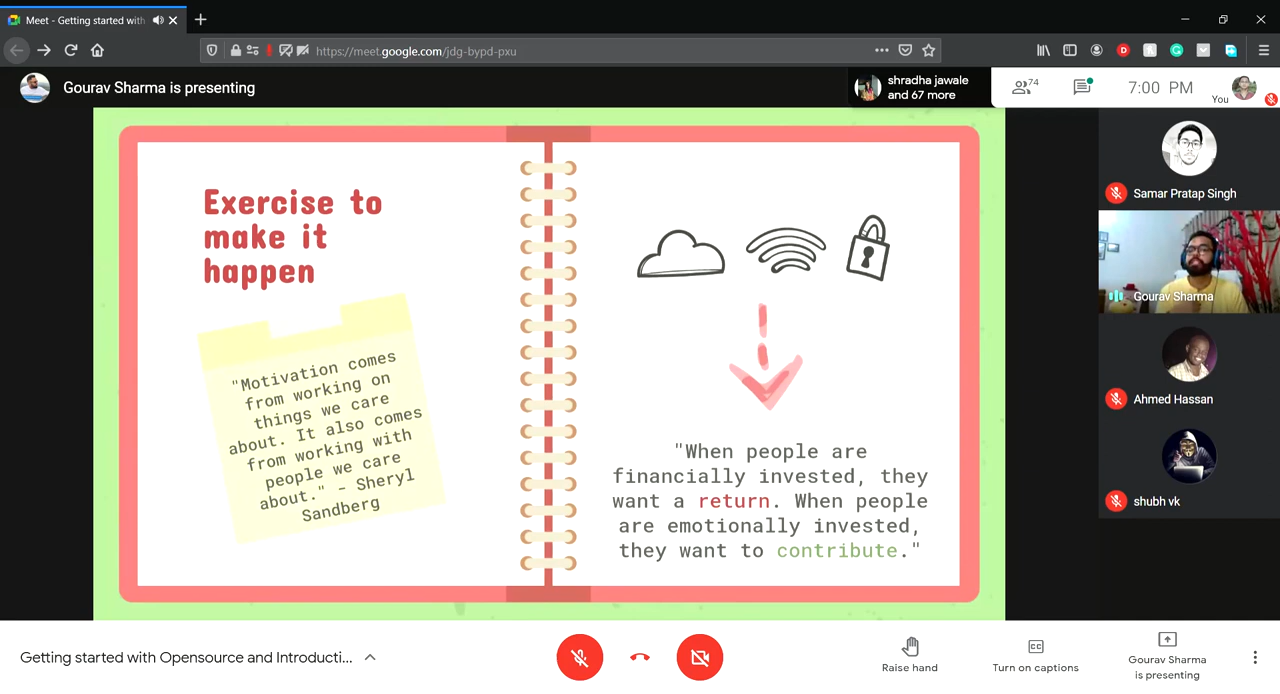 Meet - Getting started with
https://meet.google.com/jdg-bypd-pxu
Gourav Sharma is presenting
shradha jawale
and 67 more
74
7:00 PM
You
Exercise to
make it
happen
"Motivation comes
from working on
things we care
about. It also comes
from working with
people we care
about." - Sheryl
Sandberg
"When people are
financially invested, they
want a return. When people
are emotionally invested,
they want to contribute."
Samar Pratap Singh
Gourav Sharma
Ahmed Hassan
shubh vk
Getting started with Opensource and Introducti...
Raise hand
CC
Turn on captions
Gourav Sharma
is presenting